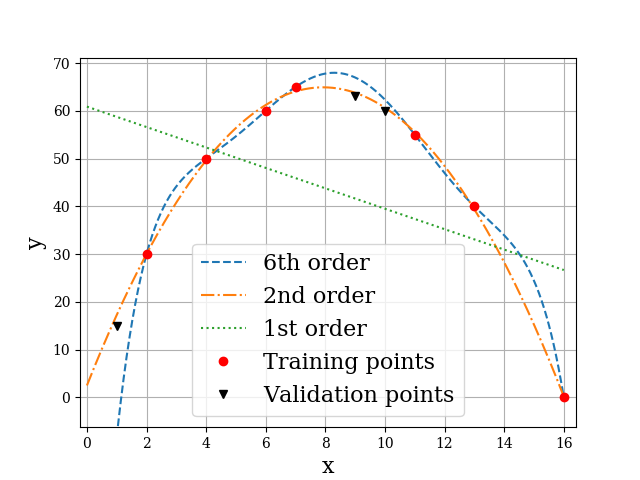 70
60
50
40
30
20
10
0
y
6th order
2nd order
1st order
Training points
Validation points
0 2 4 6 8 10 12 14 16
x